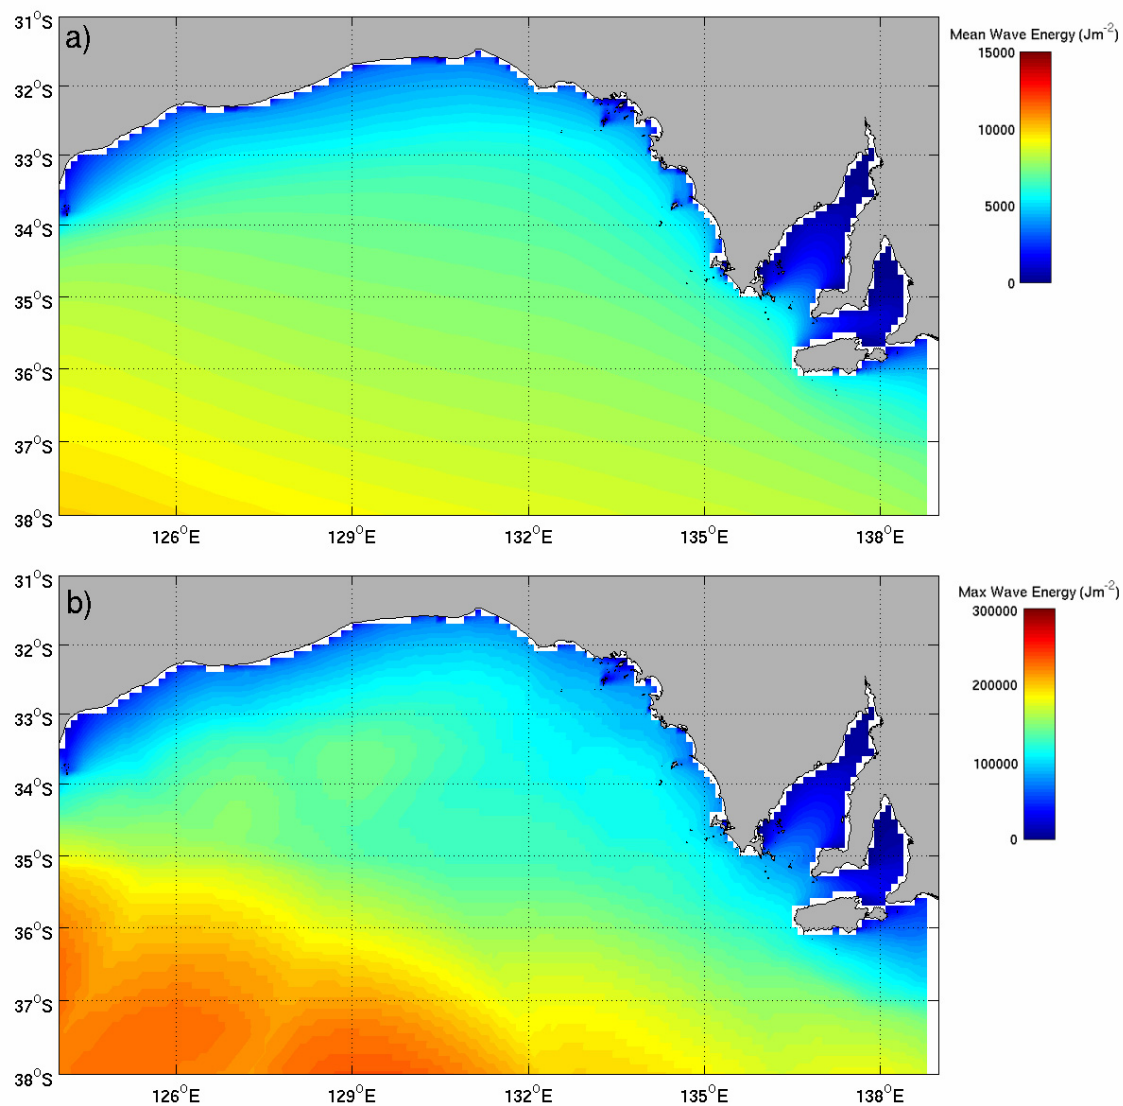 a)
31°S
32°S
33°S
34°S
35°S
36°S
37°S
38°S
126°E
129°E
132°E
135°E
138°E
Mean Wave Energy (Jm⁻²)
15000
10000
5000
0
b)
31°S
32°S
33°S
34°S
35°S
36°S
37°S
38°S
126°E
129°E
132°E
135°E
138°E
Max Wave Energy (Jm⁻²)
300000
200000
100000
0